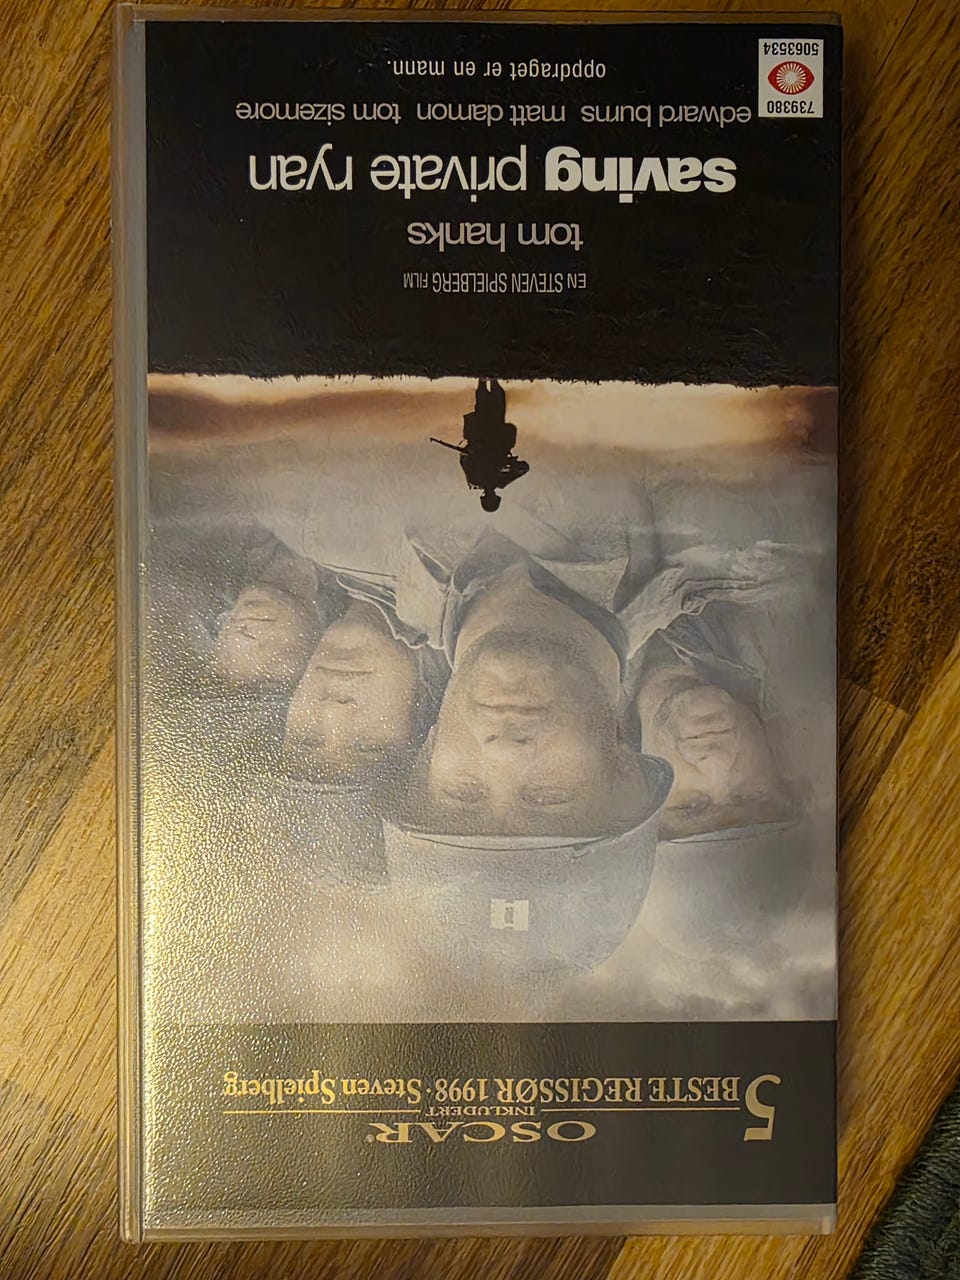 5 OSCAR®
INKLUDERT
BESTE REGISSØR 1998 · Steven Spielberg
EN STEVEN SPIELBERG FILM
tom hanks
saving private ryan
edward burns matt damon tom sizemore
oppdraget er en mann.
739380
5063534